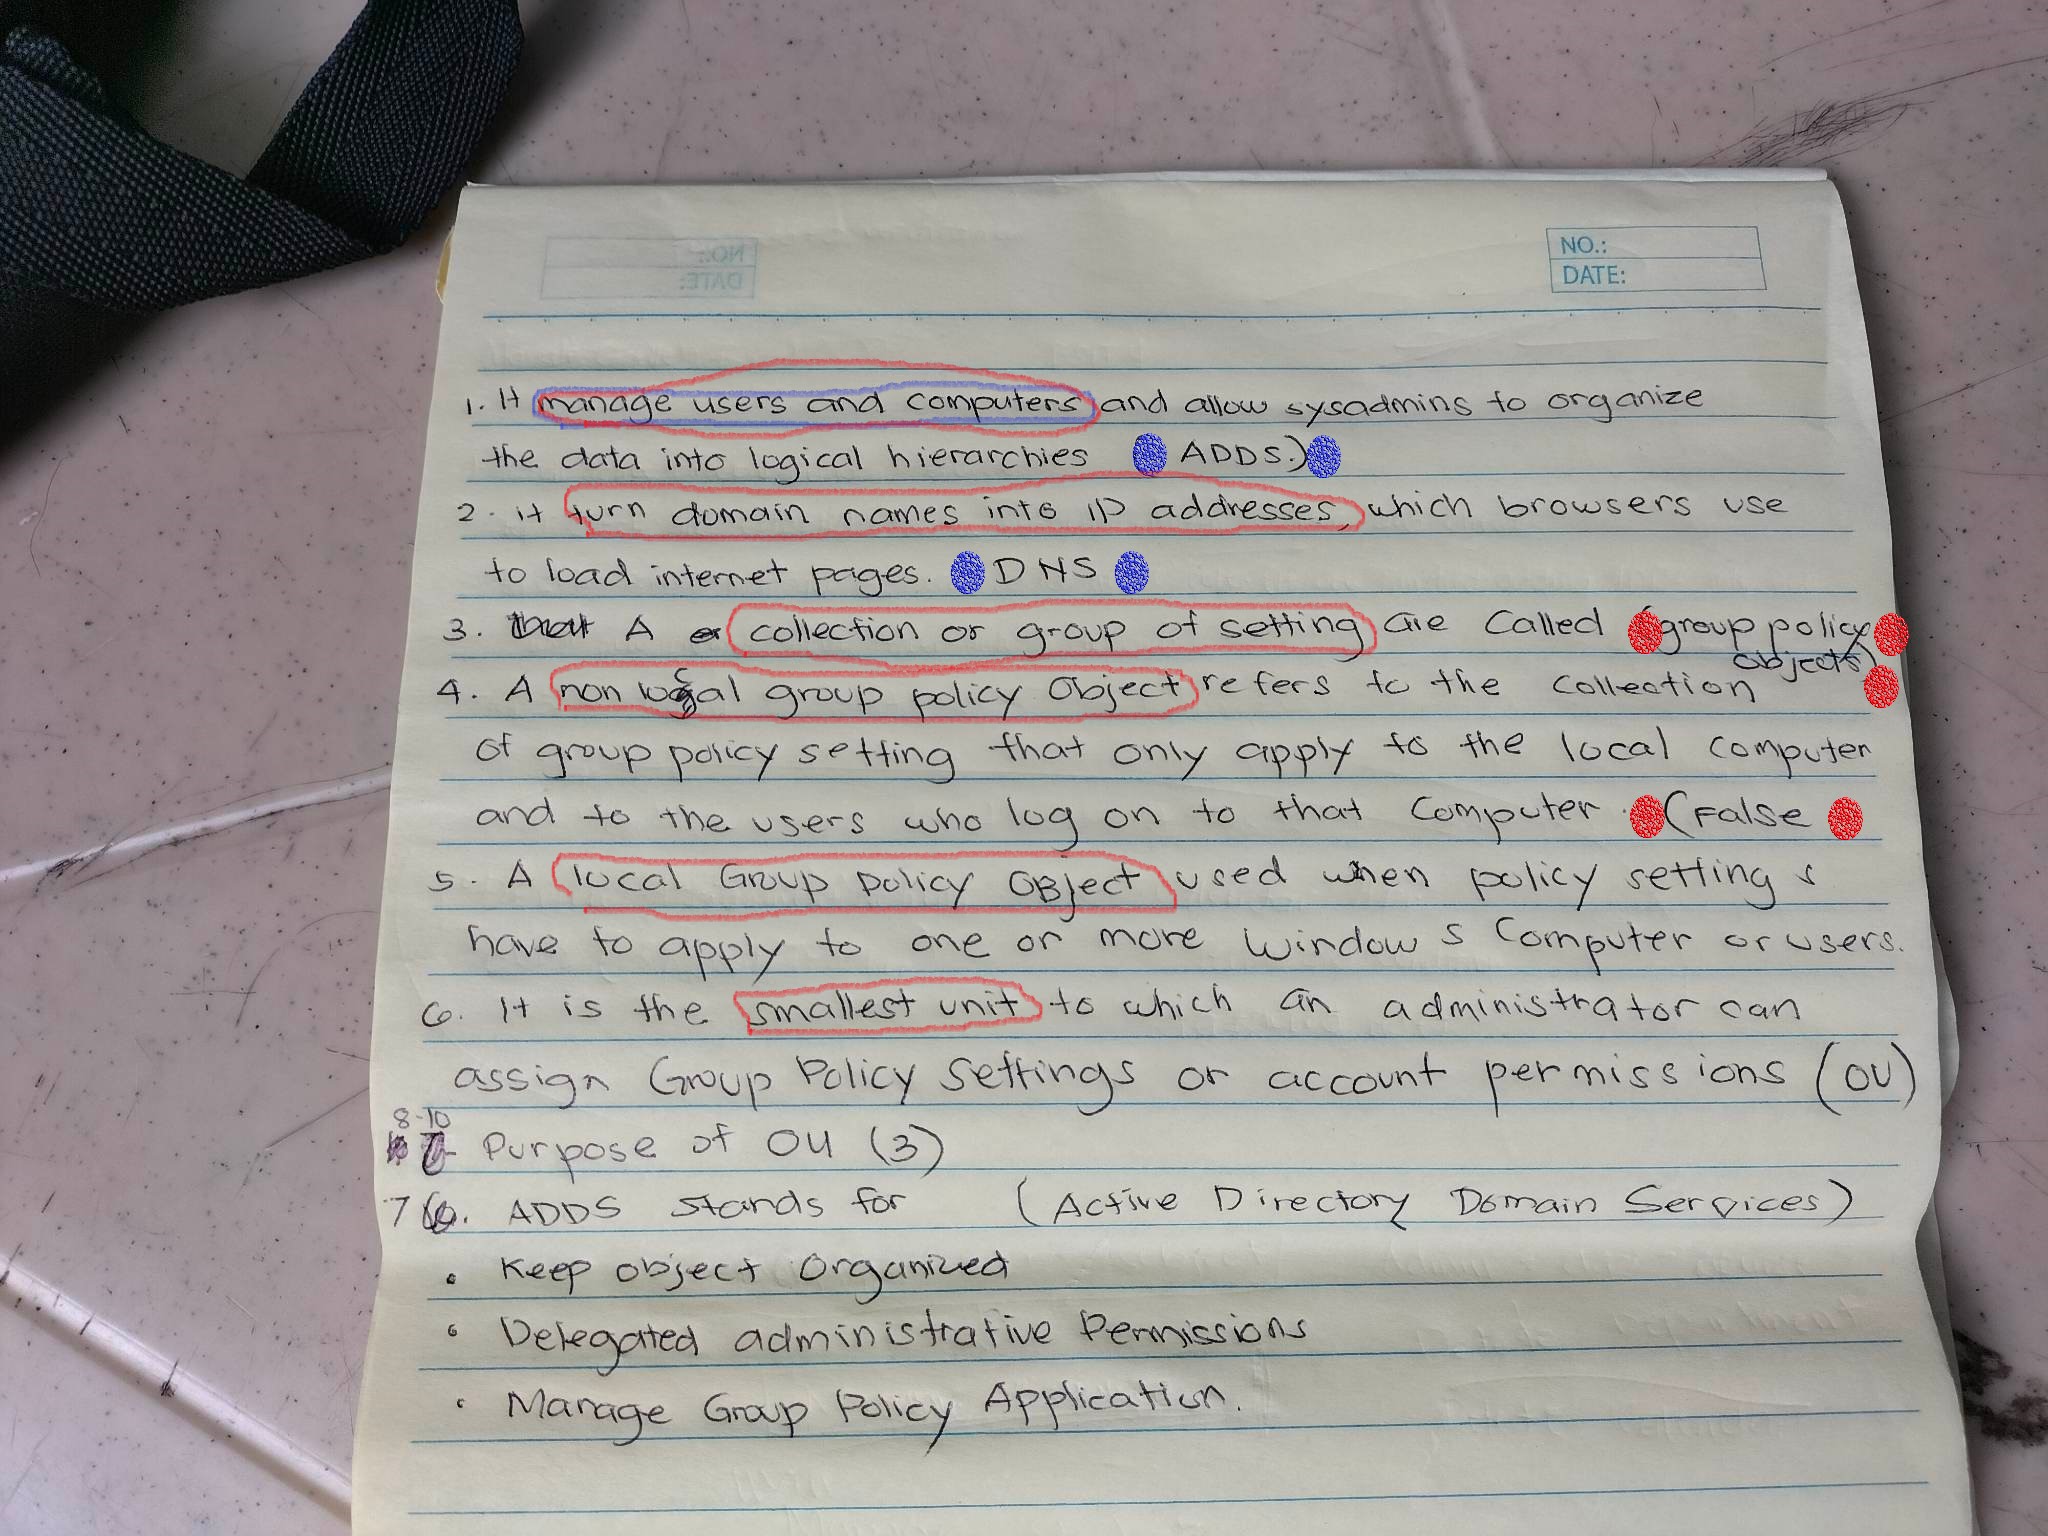 NO.:
DATE:
1. It manage users and computers and allow sysadmins to organize
the data into logical hierarchies ADDS.)
2. it turn domain names into IP addresses, which browsers use
to load internet pages. DNS
3. A collection or group of setting are called (group policy
objects)
4. A non local group policy Object refers to the collection
of group policy setting that only apply to the local computer
and to the users who log on to that computer. (False
5. A local Group policy OBject used when policy settings
have to apply to one or more Windows Computer or users.
6. It is the smallest unit to which an administrator can
assign Group Policy Settings or account permissions (OU)
8-10
Purpose of OU (3)
7. ADDS stands for (Active Directory Domain Services)
• Keep object Organized
• Delegated administrative Permissions
• Manage Group Policy Application.